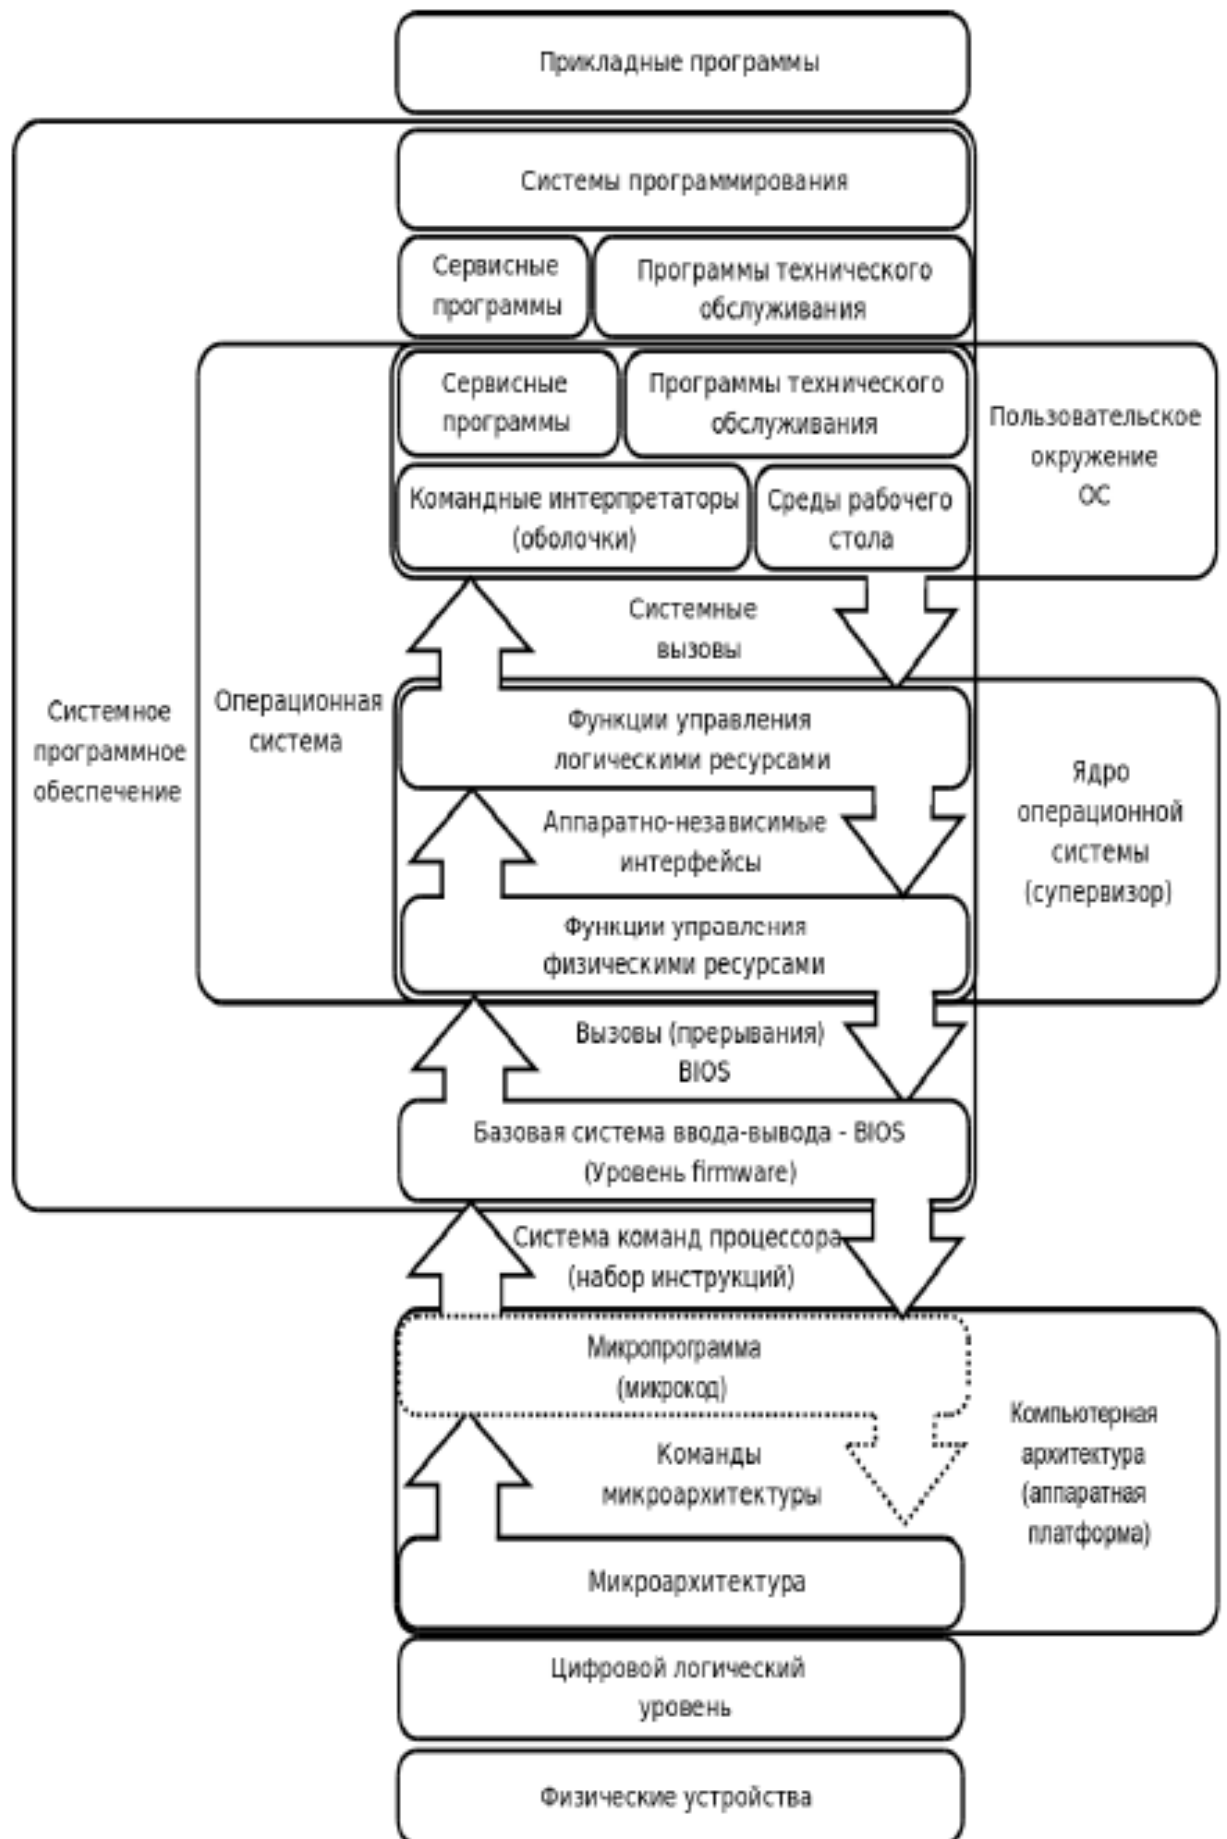 Прикладные программы
Системы программирования
Сервисные
программы
Программы технического
обслуживания
Сервисные
программы
Программы технического
обслуживания
Командные интерпретаторы
(оболочки)
Среды рабочего
стола
Пользовательское
окружение
ОС
Системные
вызовы
Системное
программное
обеспечение
Операционная
система
Функции управления
логическими ресурсами
Аппаратно-независимые
интерфейсы
Функции управления
физическими ресурсами
Ядро
операционной
системы
(супервизор)
Вызовы (прерывания)
BIOS
Базовая система ввода-вывода - BIOS
(Уровень firmware)
Система команд процессора
(набор инструкций)
Микропрограмма
(микрокод)
Команды
микроархитектуры
Микроархитектура
Компьютерная
архитектура
(аппаратная
платформа)
Цифровой логический
уровень
Физические устройства